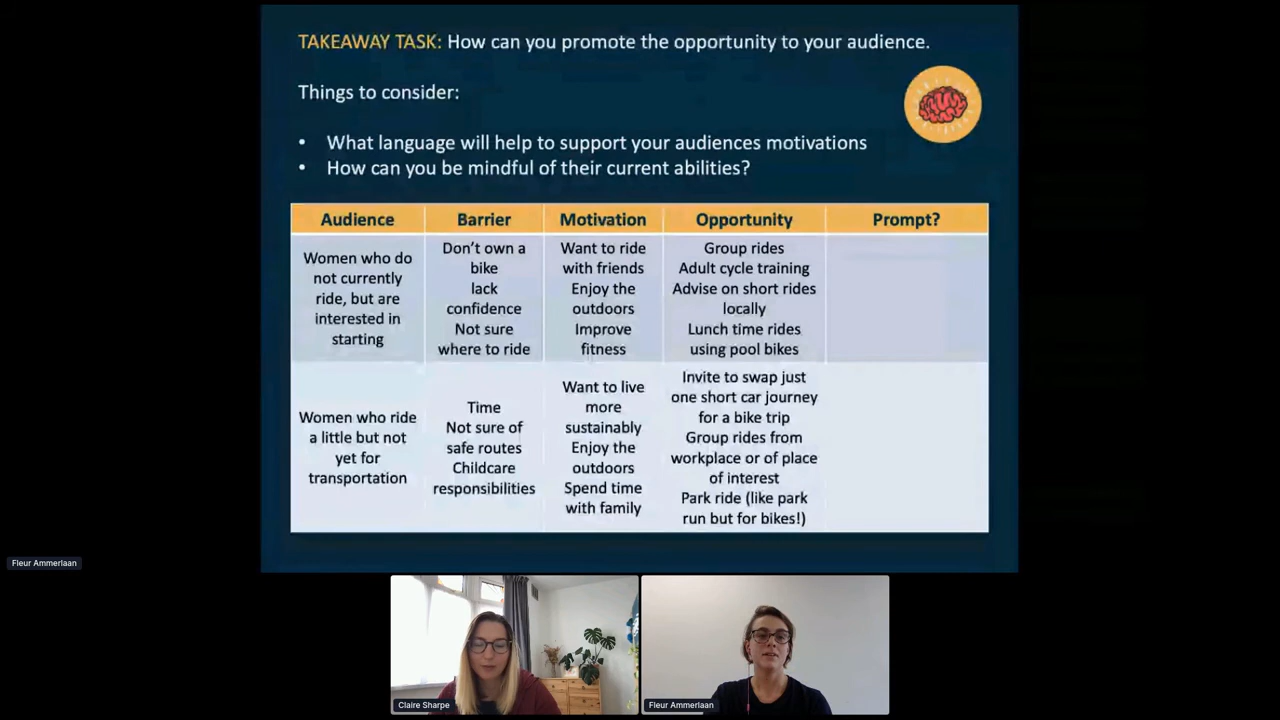 TAKEAWAY TASK: How can you promote the opportunity to your audience.
Things to consider:
• What language will help to support your audiences motivations
• How can you be mindful of their current abilities?
Audience
Barrier
Motivation
Opportunity
Prompt?
Women who do
not currently
ride, but are
interested in
starting
Don't own a
bike
lack
confidence
Not sure
where to ride
Want to ride
with friends
Enjoy the
outdoors
Improve
fitness
Group rides
Adult cycle training
Advise on short rides
locally
Lunch time rides
using pool bikes
Women who ride
a little but not
yet for
transportation
Time
Not sure of
safe routes
Childcare
responsibilities
Want to live
more
sustainably
Enjoy the
outdoors
Spend time
with family
Invite to swap just
one short car journey
for a bike trip
Group rides from
workplace or of place
of interest
Park ride (like park
run but for bikes!)
Fleur Ammerlaan
Claire Sharpe
Fleur Ammerlaan